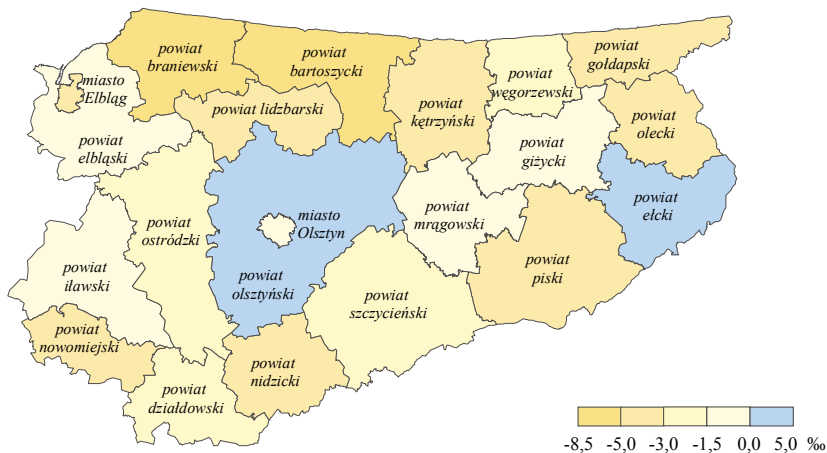 powiat
braniewski
powiat
bartoszycki
powiat
gołdapski
miasto
Elbląg
powiat lidzbarski
powiat
kętrzyński
powiat
węgorzewski
powiat
olecki
powiat
elbląski
powiat
giżycki
powiat
ostródzki
miasto
Olsztyn
powiat
mrągowski
powiat
ełcki
powiat
iławski
powiat
olsztyński
powiat
szczycieński
powiat
piski
powiat
nowomiejski
powiat
nidzicki
powiat
działdowski
-8,5 -5,0 -3,0 -1,5 0,0 5,0 ‰